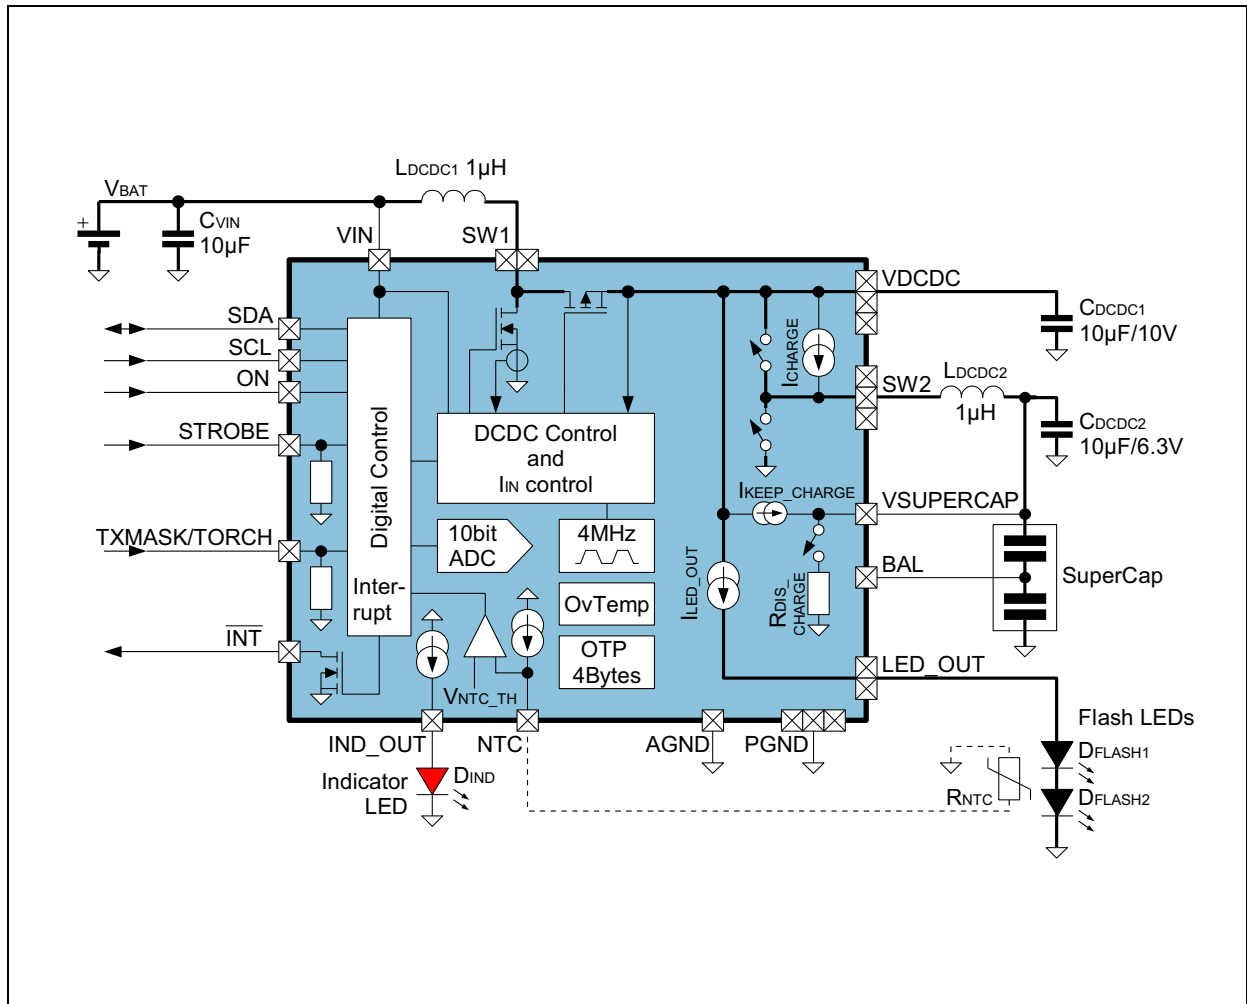 LDCDC1 1µH
VBAT
+
CVIN
10µF
VIN
SW1
VDCDC
CDCDC1
10µF/10V
SDA
SCL
ON
STROBE
TXMASK/TORCH
INT
Digital Control
Inter-
rupt
DCDC Control
and
IIN control
10bit
ADC
4MHz
OvTemp
OTP
4Bytes
VNTC_TH
ICHARGE
SW2
LDCDC2
1µH
CDCDC2
10µF/6.3V
IKEEP_CHARGE
VSUPERCAP
BAL
SuperCap
ILED_OUT
RDIS_
CHARGE
LED_OUT
IND_OUT
NTC
AGND
PGND
Indicator
LED
DIND
Flash LEDs
DFLASH1
DFLASH2
RNTC